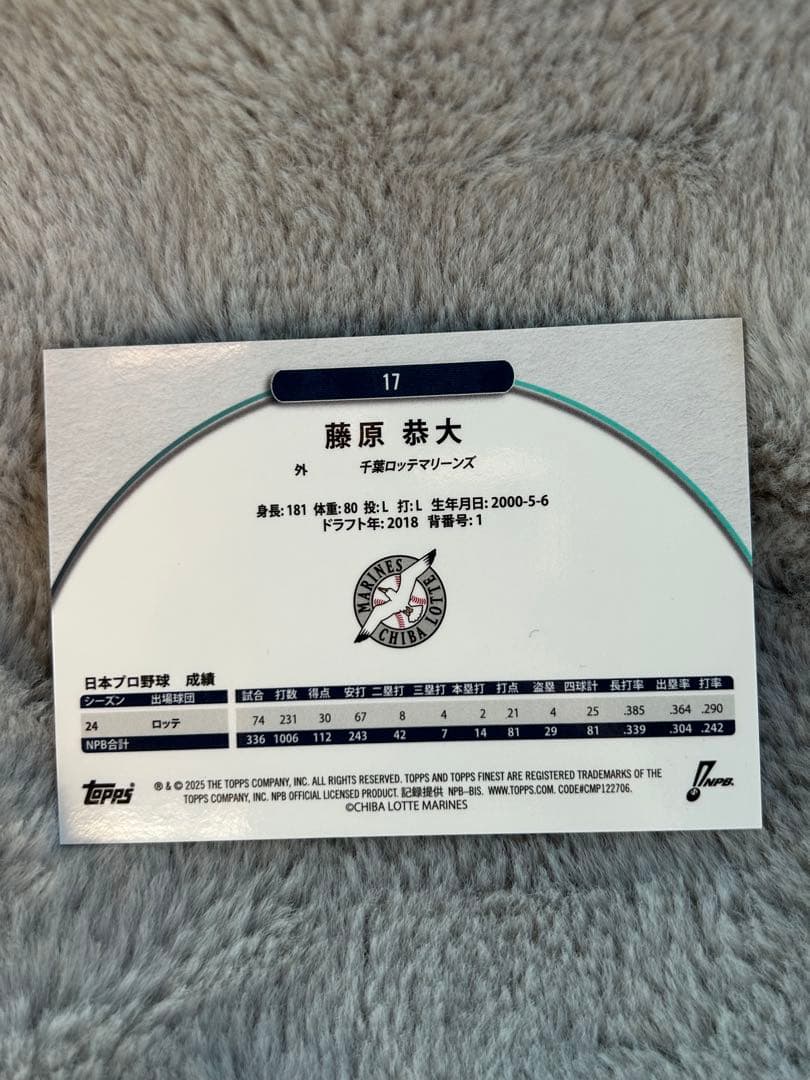 17
藤原 恭大
外 千葉ロッテマリーンズ
身長: 181 体重: 80 投: L 打: L 生年月日: 2000-5-6
ドラフト年: 2018 背番号: 1
MARINES
CHIBA LOTTE
日本プロ野球 成績
シーズン 出場球団 試合 打数 得点 安打 二塁打 三塁打 本塁打 打点 盗塁 四球計 長打率 出塁率 打率
24 ロッテ 74 231 30 67 8 4 2 21 4 25 .385 .364 .290
NPB合計 336 1006 112 243 42 7 14 81 29 81 .339 .304 .242
topps
® & © 2025 THE TOPPS COMPANY, INC. ALL RIGHTS RESERVED. TOPPS AND TOPPS FINEST ARE REGISTERED TRADEMARKS OF THE
TOPPS COMPANY, INC. NPB OFFICIAL LICENSED PRODUCT. 記録提供 NPB-BIS. WWW.TOPPS.COM. CODE#CMP122706.
©CHIBA LOTTE MARINES
NPB.